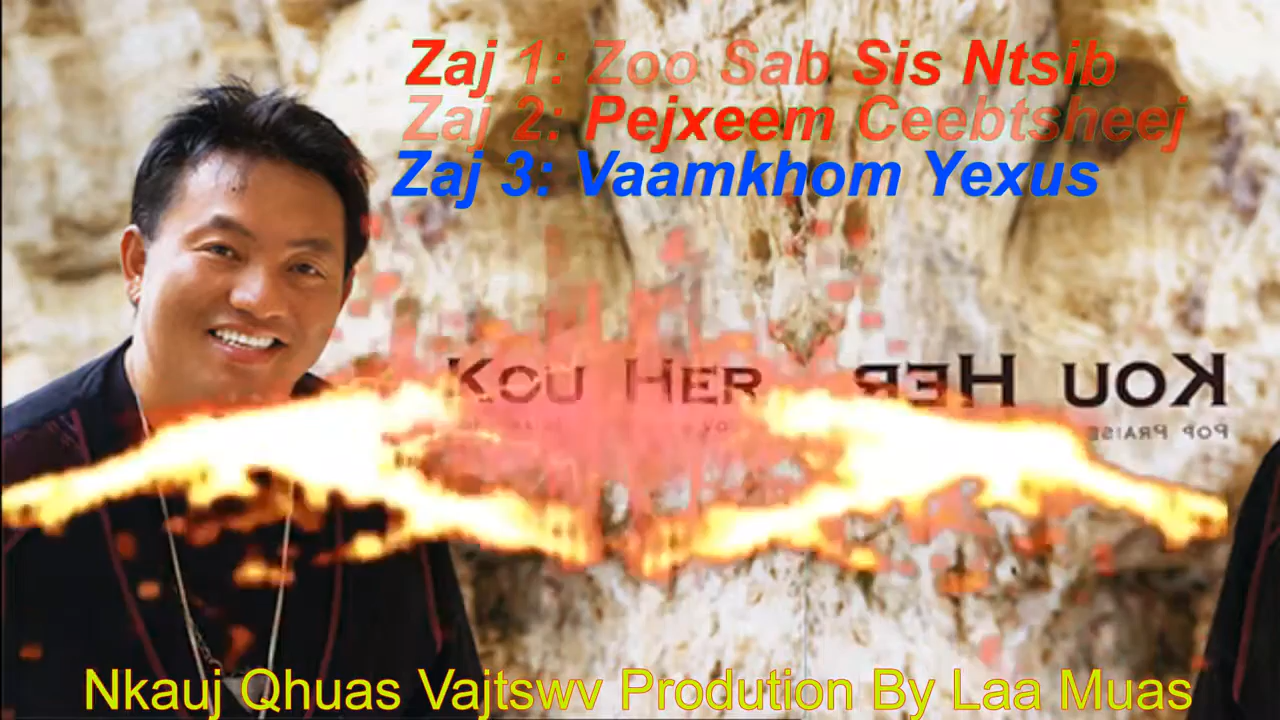 Zaj 1: Zoo Sab Sis Ntsib
Zaj 2: Pejxeem Ceebtsheej
Zaj 3: Vaamkhom Yexus
KOU HER KOU HER
POP PRAISE
Nkauj Qhuas Vajtswv Prodution By Laa Muas